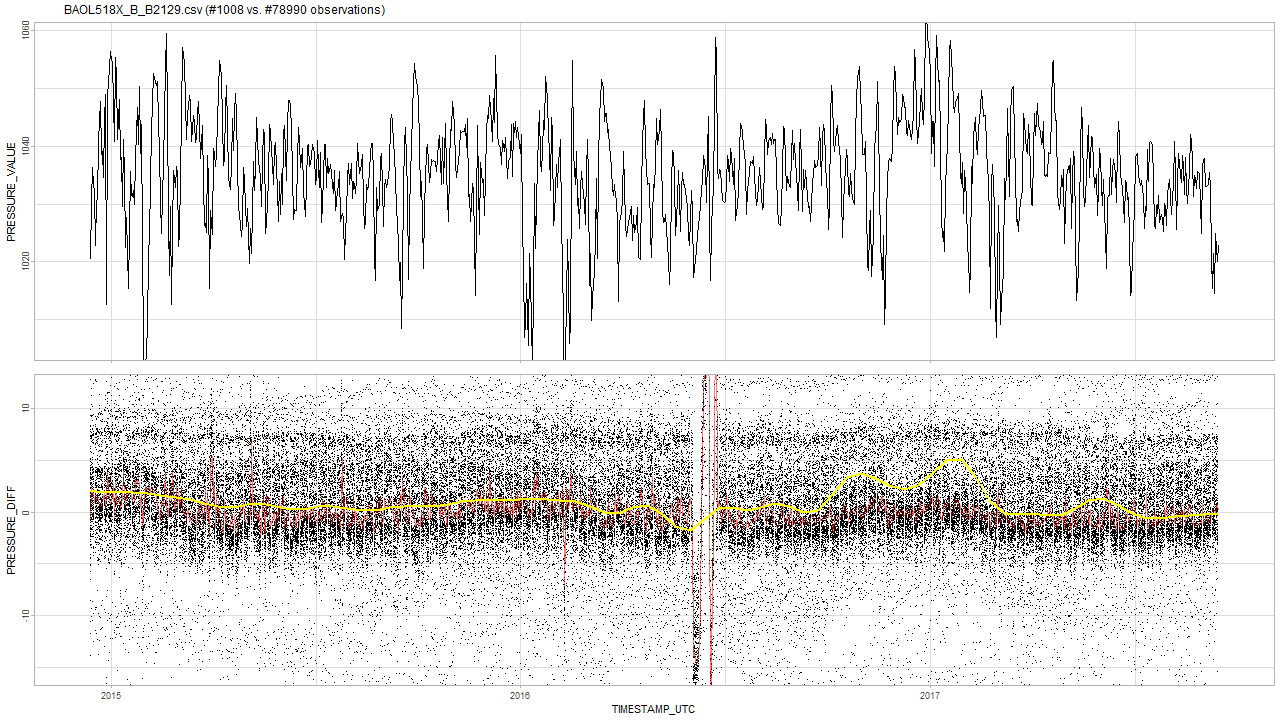 BAOL518X_B_B2129.csv (#1008 vs. #78990 observations)
1060
1040
1020
PRESSURE_VALUE
10
0
-10
PRESSURE_DIFF
2015 2016 2017
TIMESTAMP_UTC